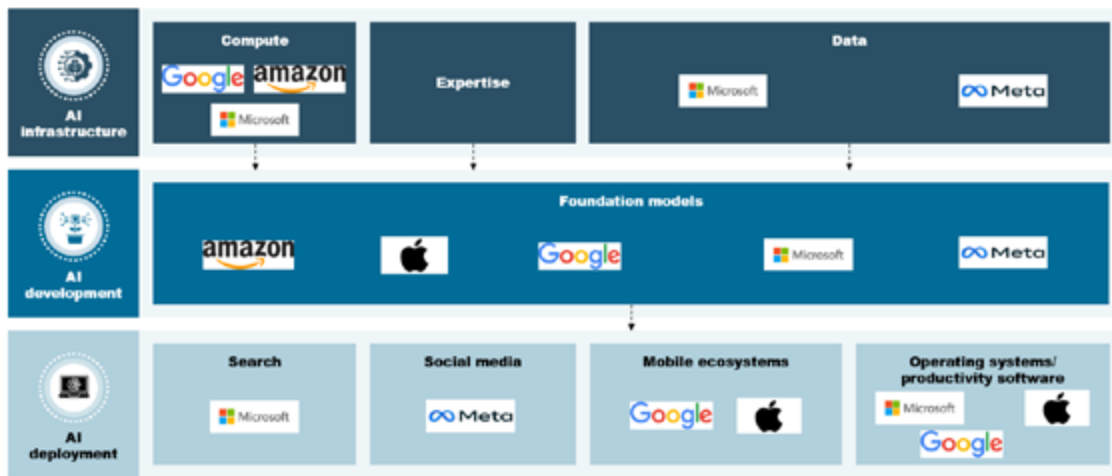 AI
infrastructure
Compute
Google amazon
Microsoft
Expertise
Data
Microsoft Meta
AI
development
Foundation models
amazon Google Microsoft Meta
AI
deployment
Search
Microsoft
Social media
Meta
Mobile ecosystems
Google
Operating systems/
productivity software
Microsoft
Google